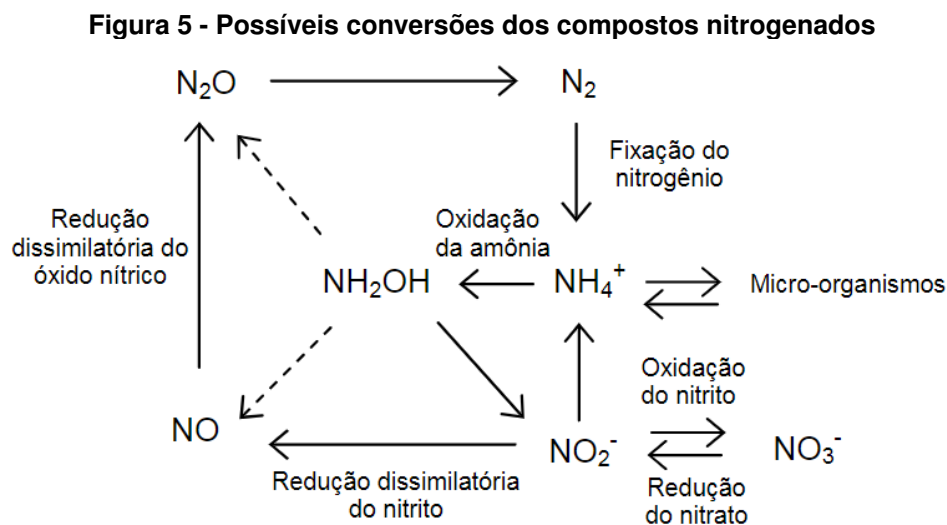 Figura 5 - Possíveis conversões dos compostos nitrogenados
N₂O
N₂
Fixação do
nitrogênio
Redução
dissimilatória do
óxido nítrico
Oxidação
da amônia
NH₂OH
NH₄⁺
Micro-organismos
Oxidação
do nitrito
NO
NO₂⁻
NO₃⁻
Redução dissimilatória
do nitrito
Redução
do nitrato